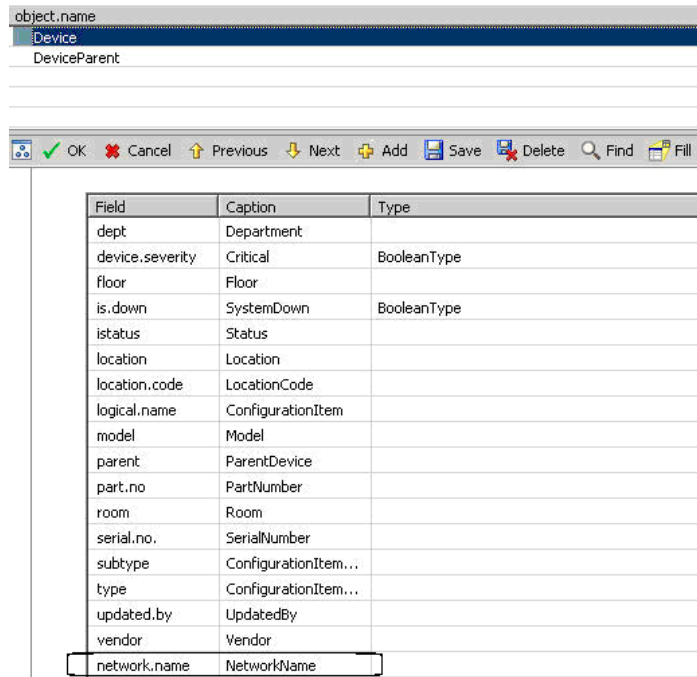 object.name
Device
DeviceParent
OK Cancel Previous Next Add Save Delete Find Fill
Field Caption Type
dept Department
device.severity Critical BooleanType
floor Floor
is.down SystemDown BooleanType
istatus Status
location Location
location.code LocationCode
logical.name ConfigurationItem
model Model
parent ParentDevice
part.no PartNumber
room Room
serial.no. SerialNumber
subtype ConfigurationItem...
type ConfigurationItem...
updated.by UpdatedBy
vendor Vendor
network.name NetworkName